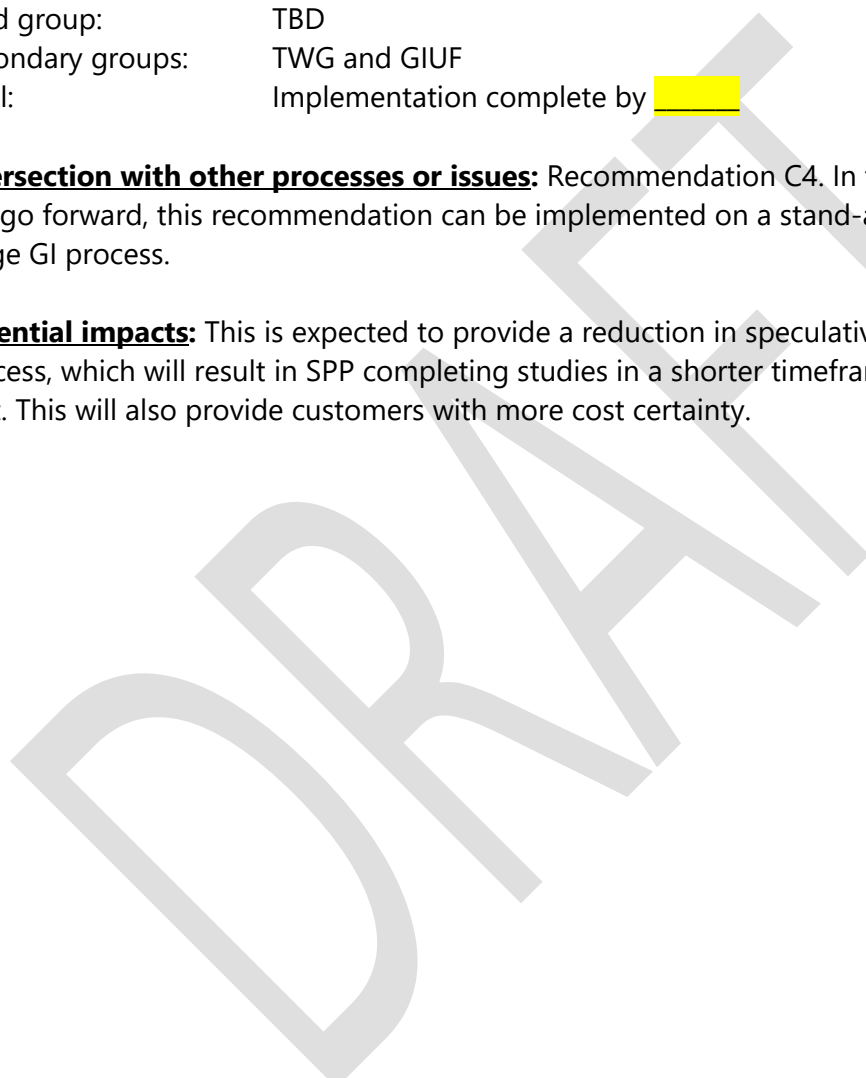 d group: TBD
ondary groups: TWG and GIUF
l: Implementation complete by _______
ersection with other processes or issues: Recommendation C4. In
go forward, this recommendation can be implemented on a stand-a
ge GI process.
ential impacts: This is expected to provide a reduction in speculativ
cess, which will result in SPP completing studies in a shorter timefra
. This will also provide customers with more cost certainty.
DRAFT